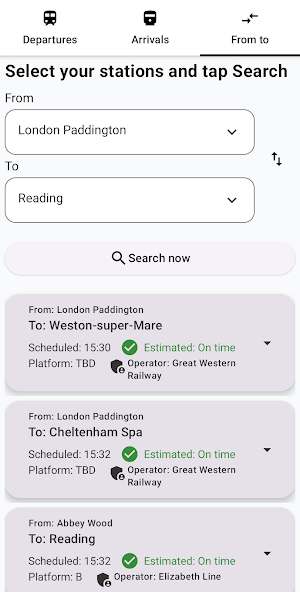 Departures
Arrivals
From to
Select your stations and tap Search
From
London Paddington
To
Reading
Search now
From: London Paddington
To: Weston-super-Mare
Scheduled: 15:30
Estimated: On time
Platform: TBD
Operator: Great Western
Railway
From: London Paddington
To: Cheltenham Spa
Scheduled: 15:32
Estimated: On time
Platform: TBD
Operator: Great Western
Railway
From: Abbey Wood
To: Reading
Scheduled: 15:32
Estimated: On time
Platform: B
Operator: Elizabeth Line